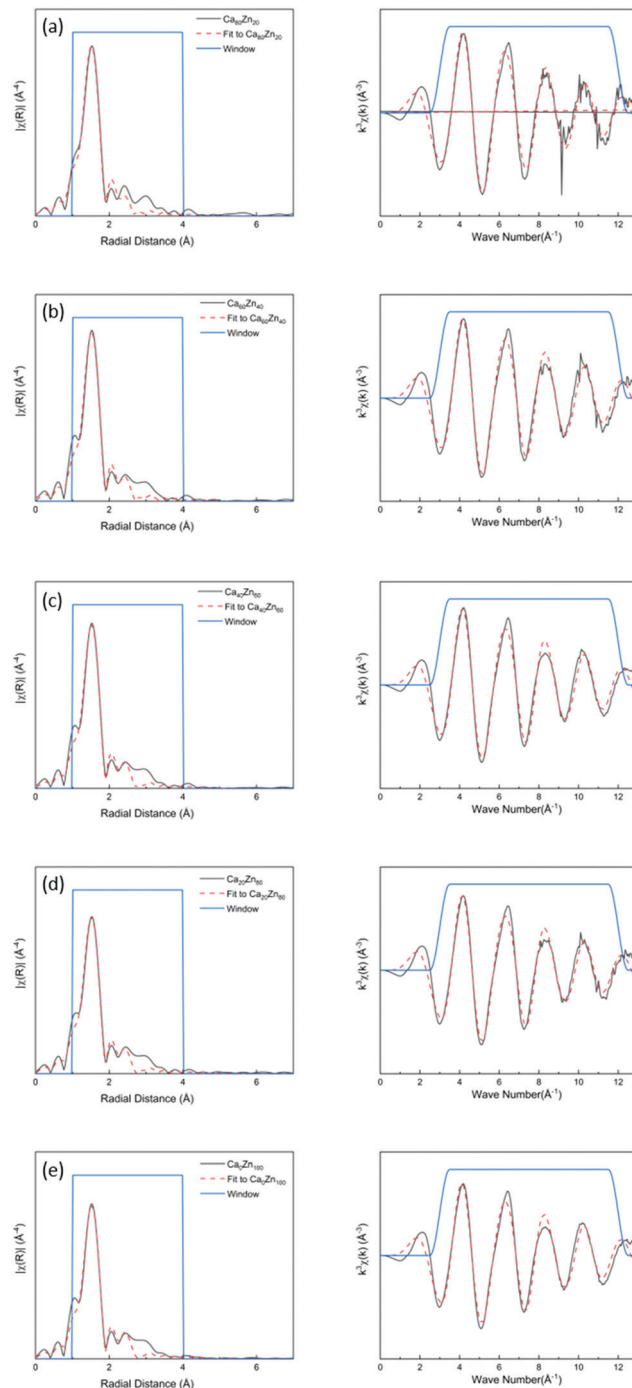 (a)
Ca₈₀Zn₂₀
Fit to Ca₈₀Zn₂₀
Window
|χ(R)| (Å⁻⁴)
0 2 4 6
Radial Distance (Å)
k³χ(k) (Å⁻³)
0 2 4 6 8 10 12
Wave Number(Å⁻¹)
(b)
Ca₆₀Zn₄₀
Fit to Ca₆₀Zn₄₀
Window
|χ(R)| (Å⁻⁴)
0 2 4 6
Radial Distance (Å)
k³χ(k) (Å⁻³)
0 2 4 6 8 10 12
Wave Number(Å⁻¹)
(c)
Ca₄₀Zn₆₀
Fit to Ca₄₀Zn₆₀
Window
|χ(R)| (Å⁻⁴)
0 2 4 6
Radial Distance (Å)
k³χ(k) (Å⁻³)
0 2 4 6 8 10 12
Wave Number(Å⁻¹)
(d)
Ca₂₀Zn₈₀
Fit to Ca₂₀Zn₈₀
Window
|χ(R)| (Å⁻⁴)
0 2 4 6
Radial Distance (Å)
k³χ(k) (Å⁻³)
0 2 4 6 8 10 12
Wave Number(Å⁻¹)
(e)
Ca₀Zn₁₀₀
Fit to Ca₀Zn₁₀₀
Window
|χ(R)| (Å⁻⁴)
0 2 4 6
Radial Distance (Å)
k³χ(k) (Å⁻³)
0 2 4 6 8 10 12
Wave Number(Å⁻¹)